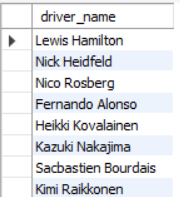 driver_name
Lewis Hamilton
Nick Heidfeld
Nico Rosberg
Fernando Alonso
Heikki Kovalainen
Kazuki Nakajima
Sacbastien Bourdais
Kimi Raikkonen